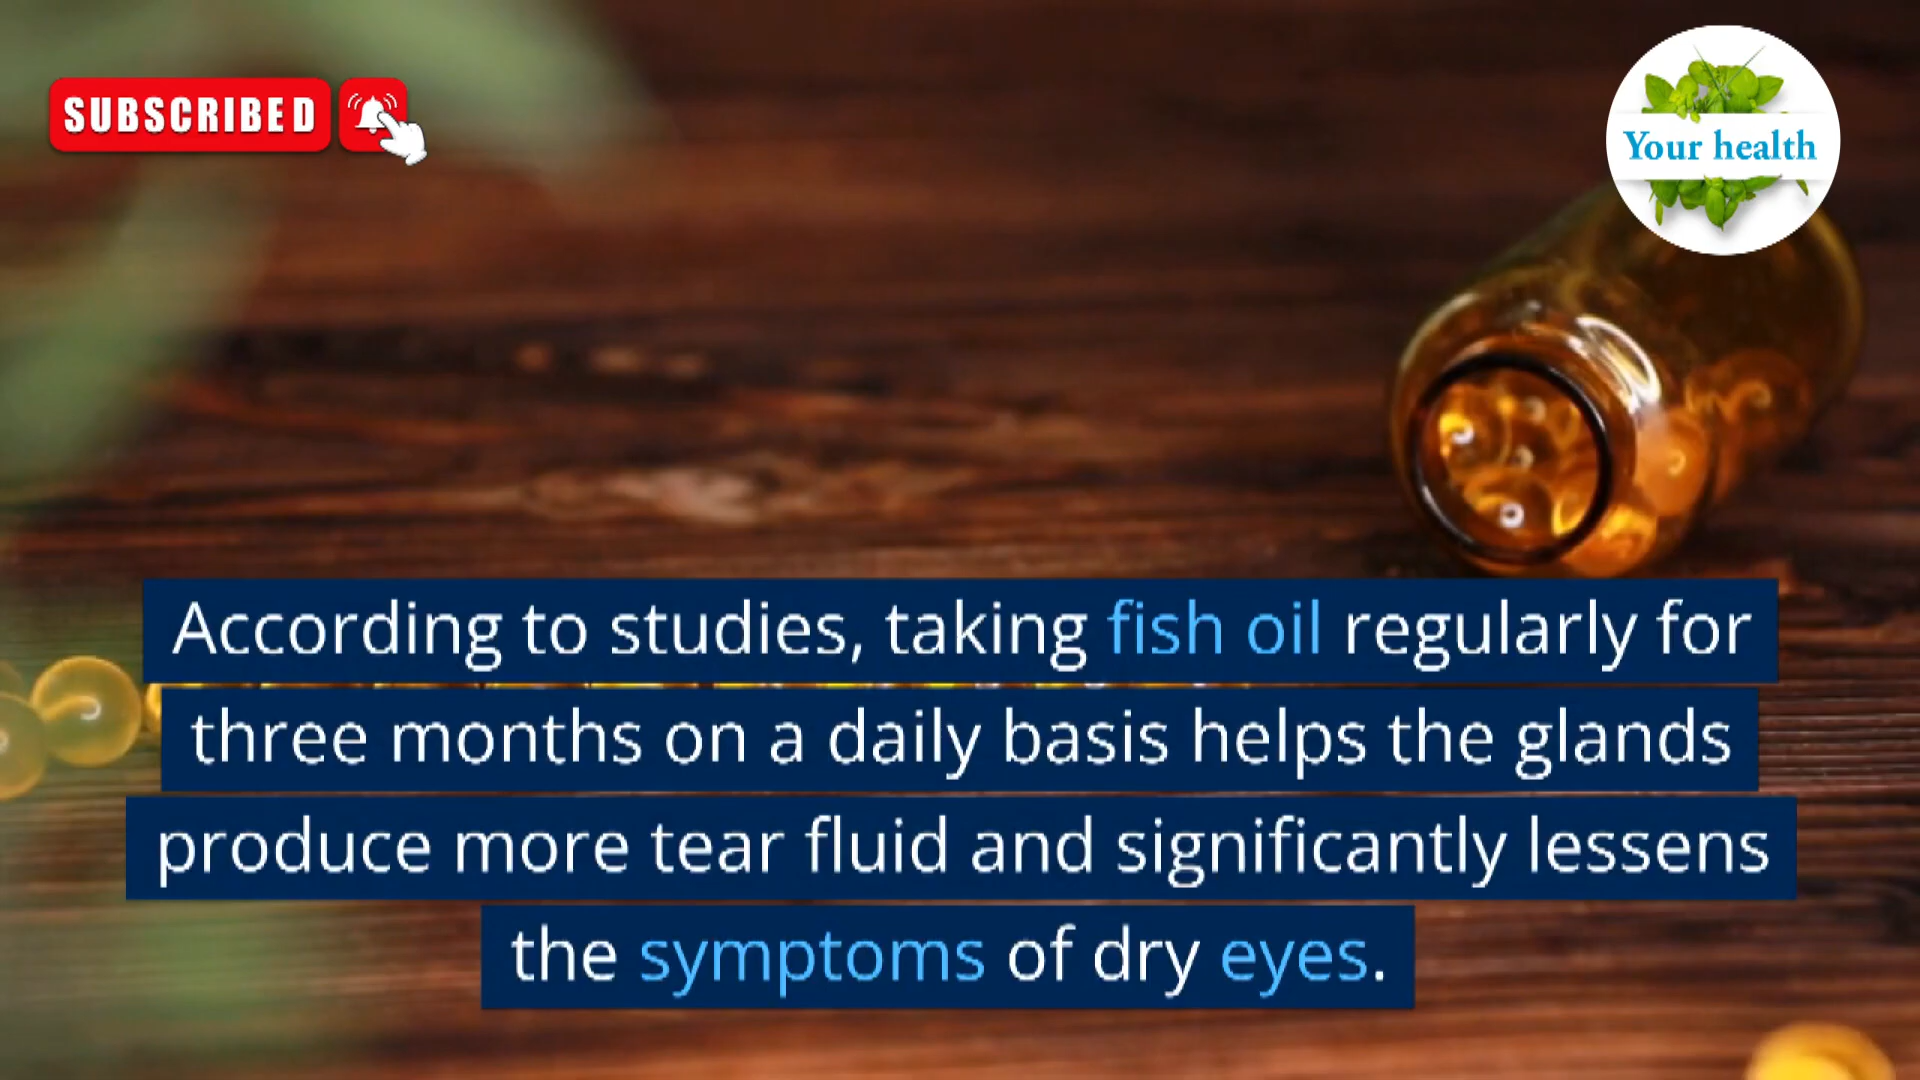 SUBSCRIBED
Your health
According to studies, taking fish oil regularly for
three months on a daily basis helps the glands
produce more tear fluid and significantly lessens
the symptoms of dry eyes.